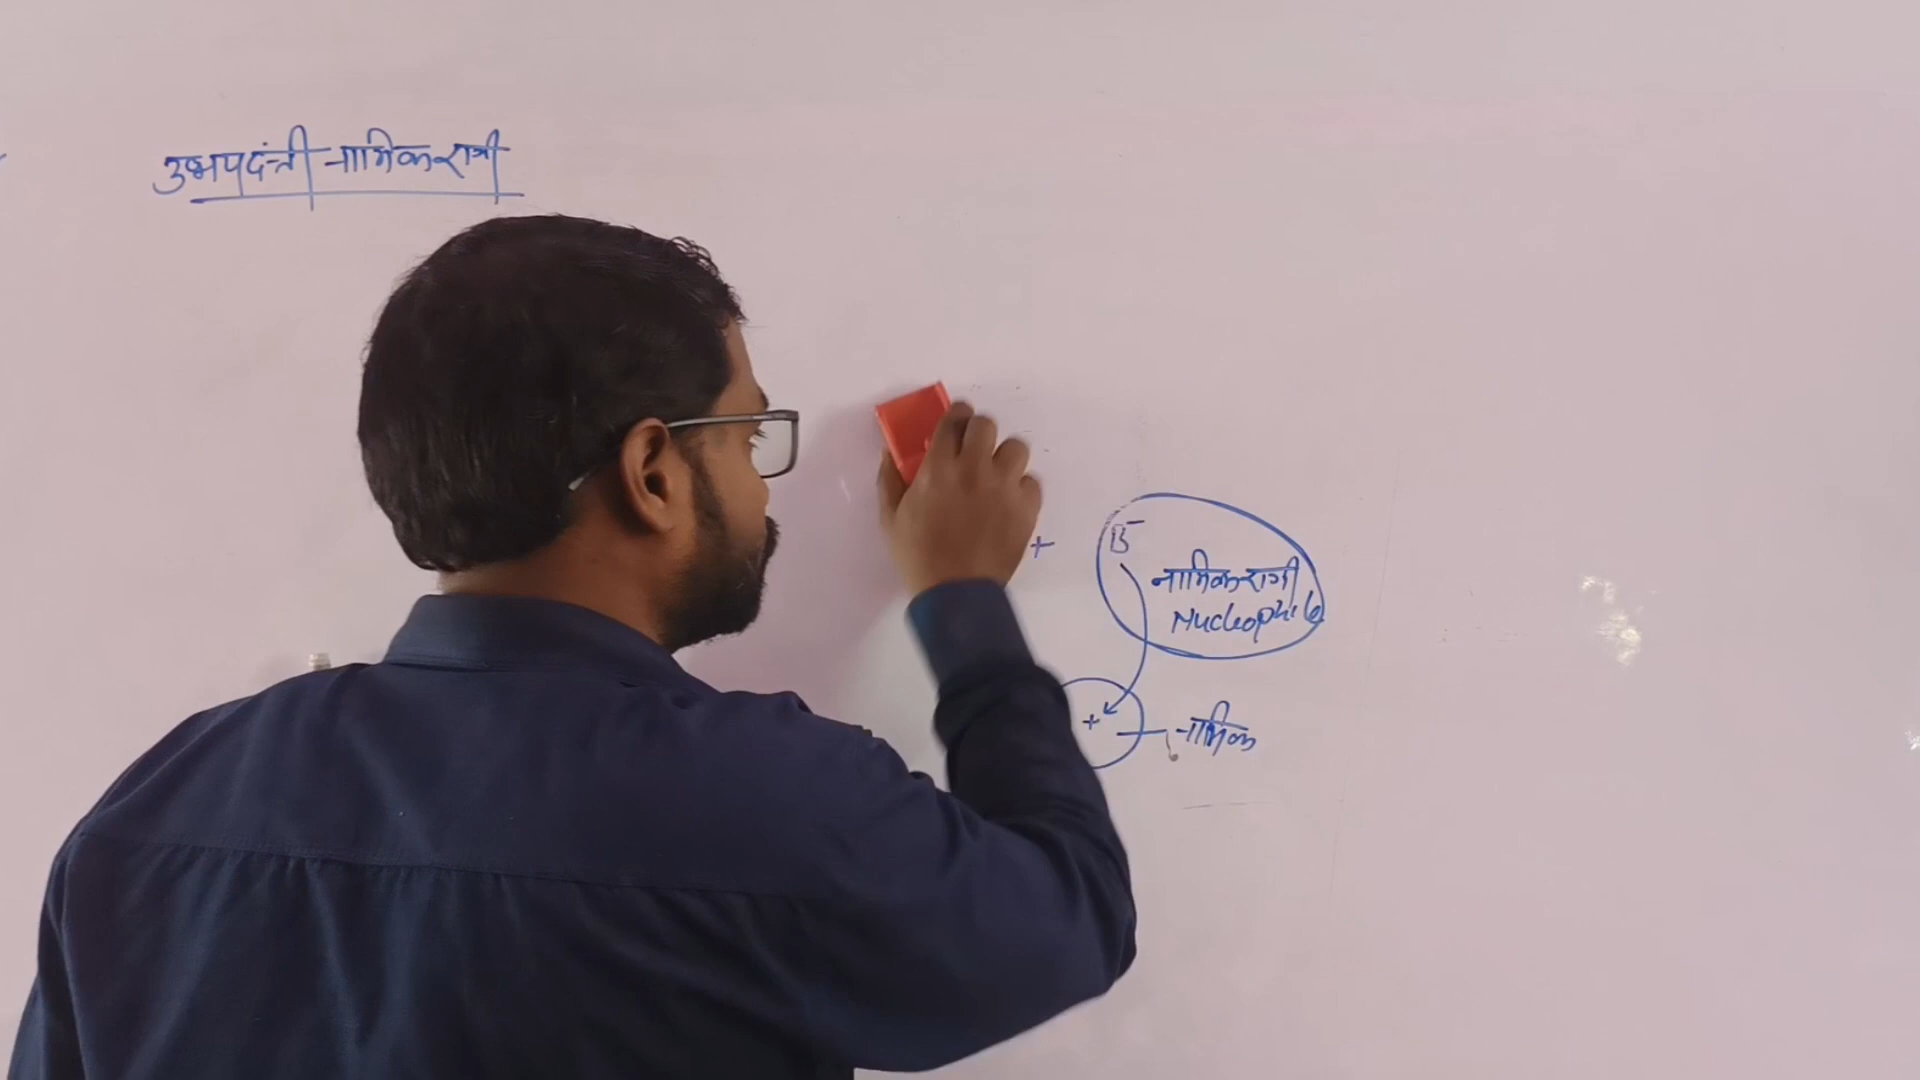 उभयदंन्ती नाभिकरागी
+ B⁻
नाभिकरागी
Nucleophile
+ नाभिक